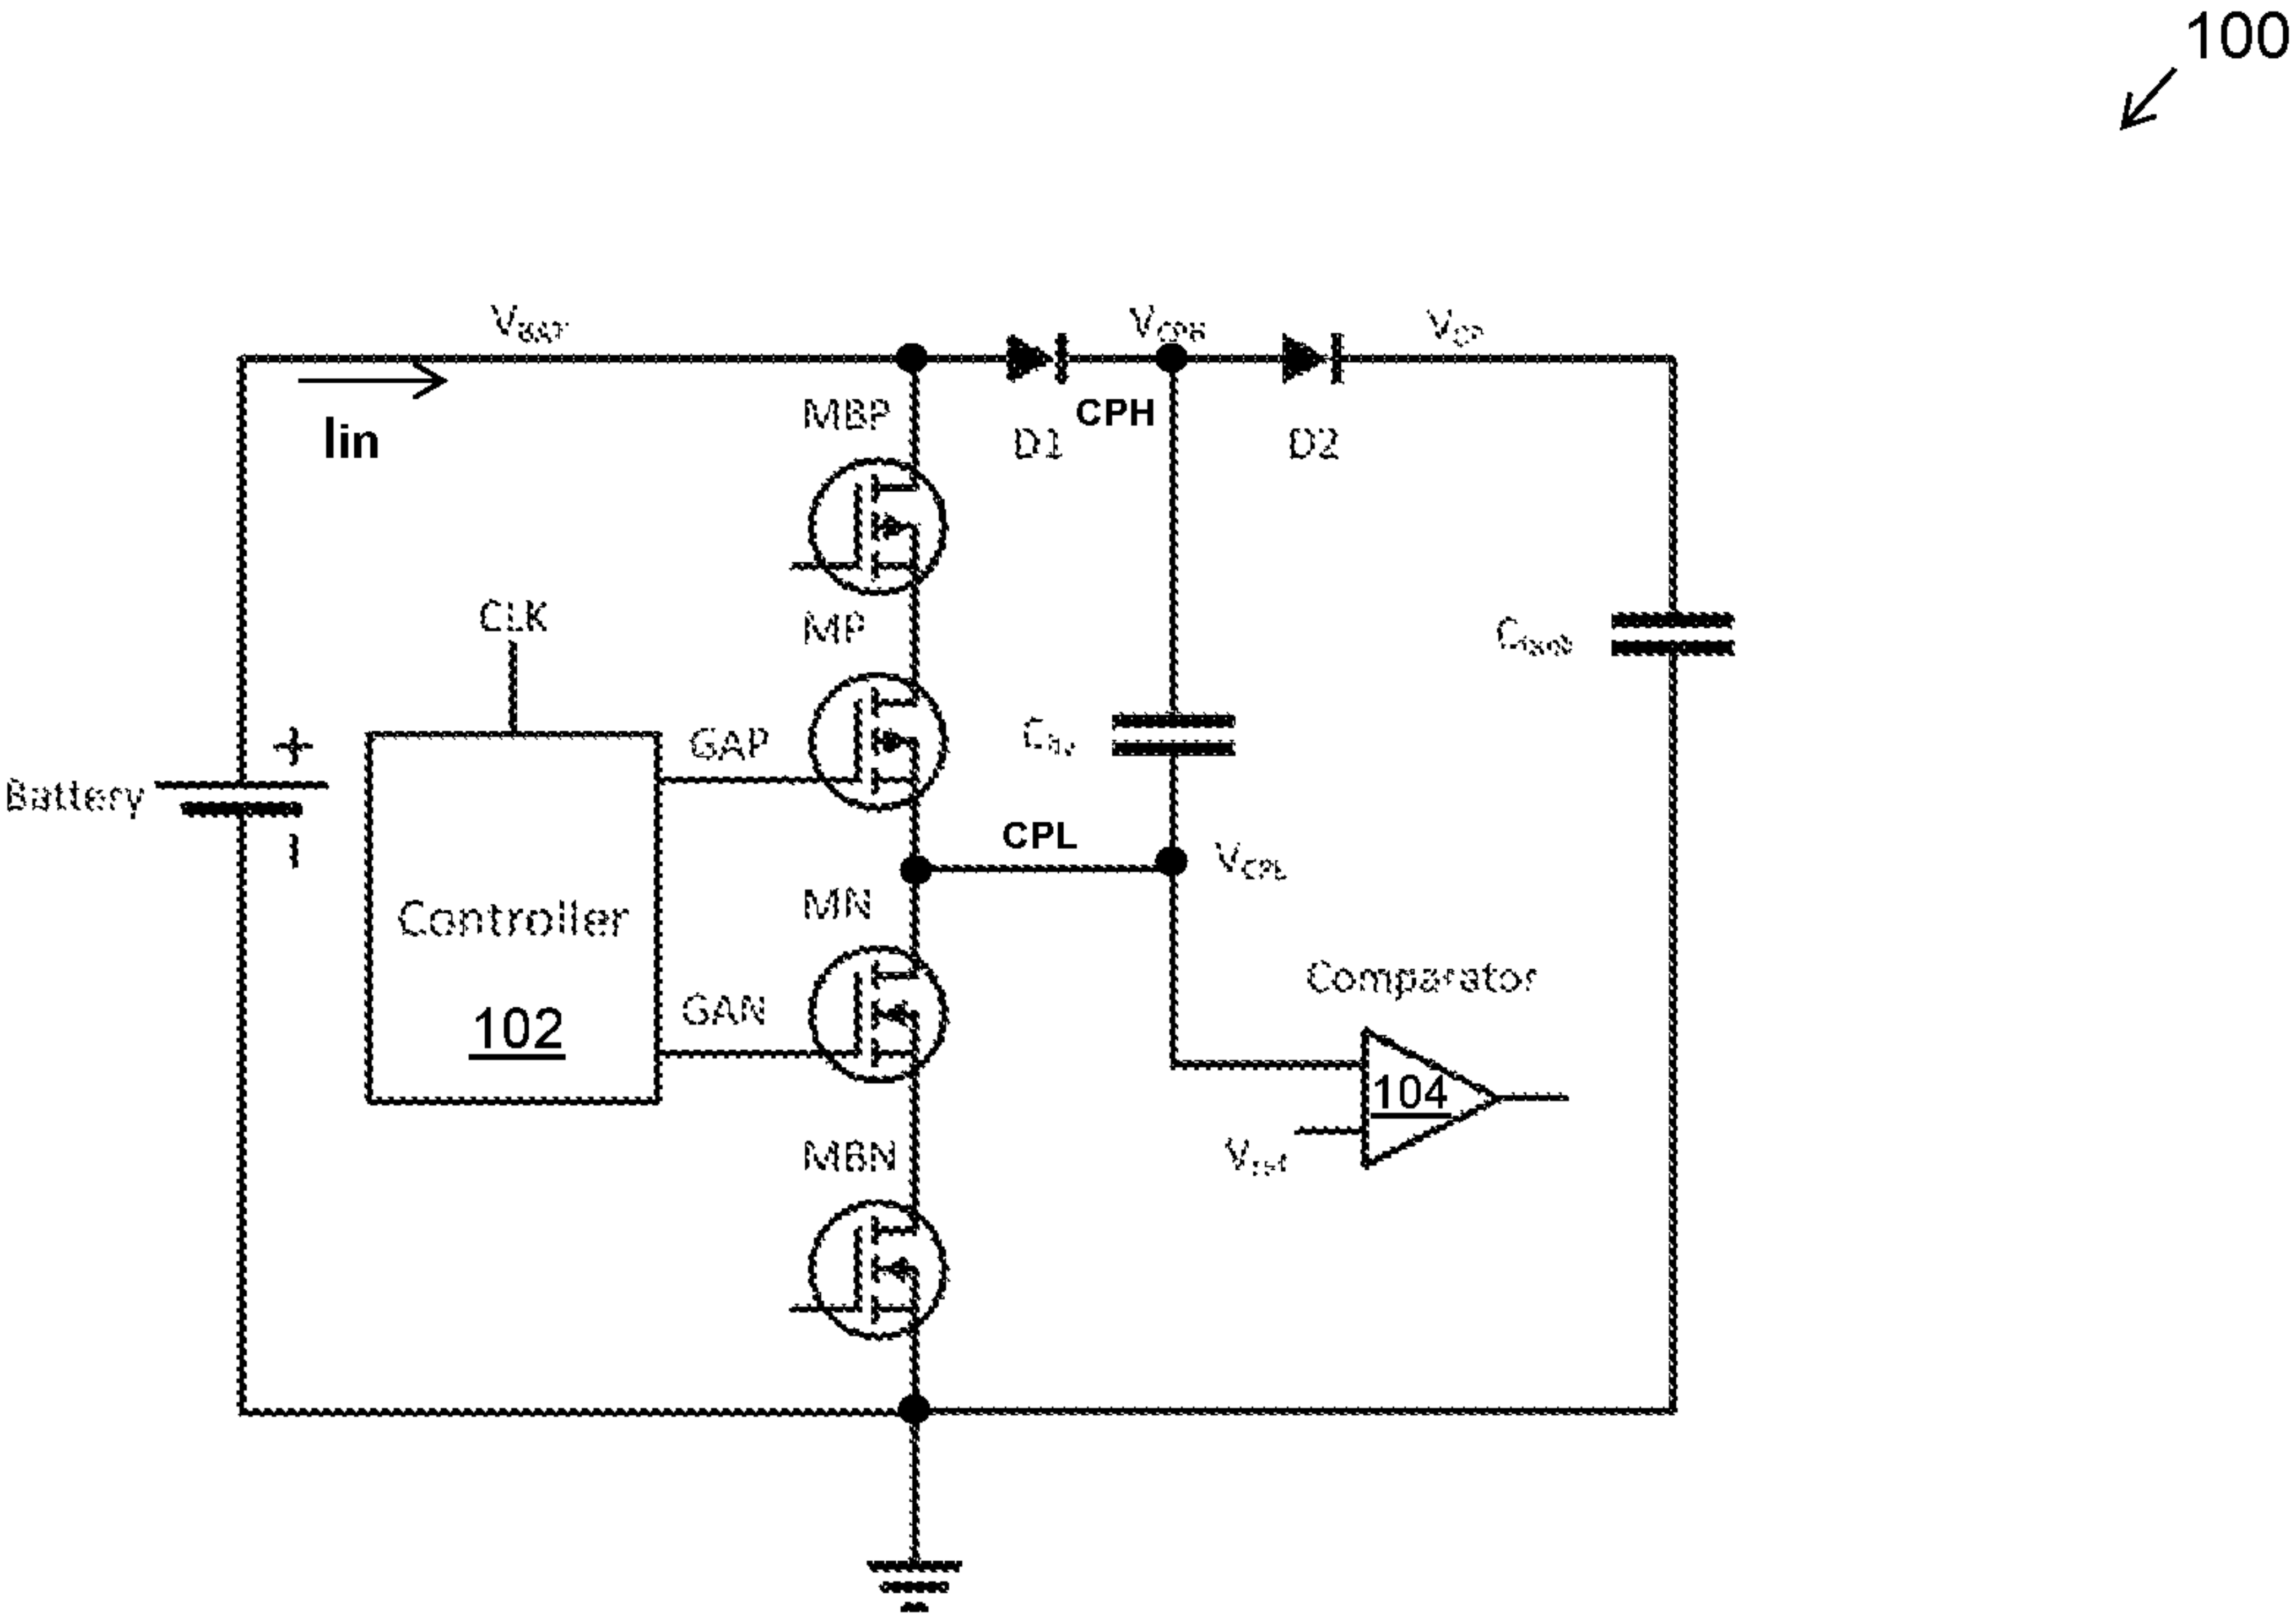 100
VBAT
VCPH
VCP
Iin
MBP
CPH
D1
D2
MP
CLK
GAP
Battery
+
-
CPL
VCPL
MN
Controller
102
GAN
Comparator
104
MBN
Vref